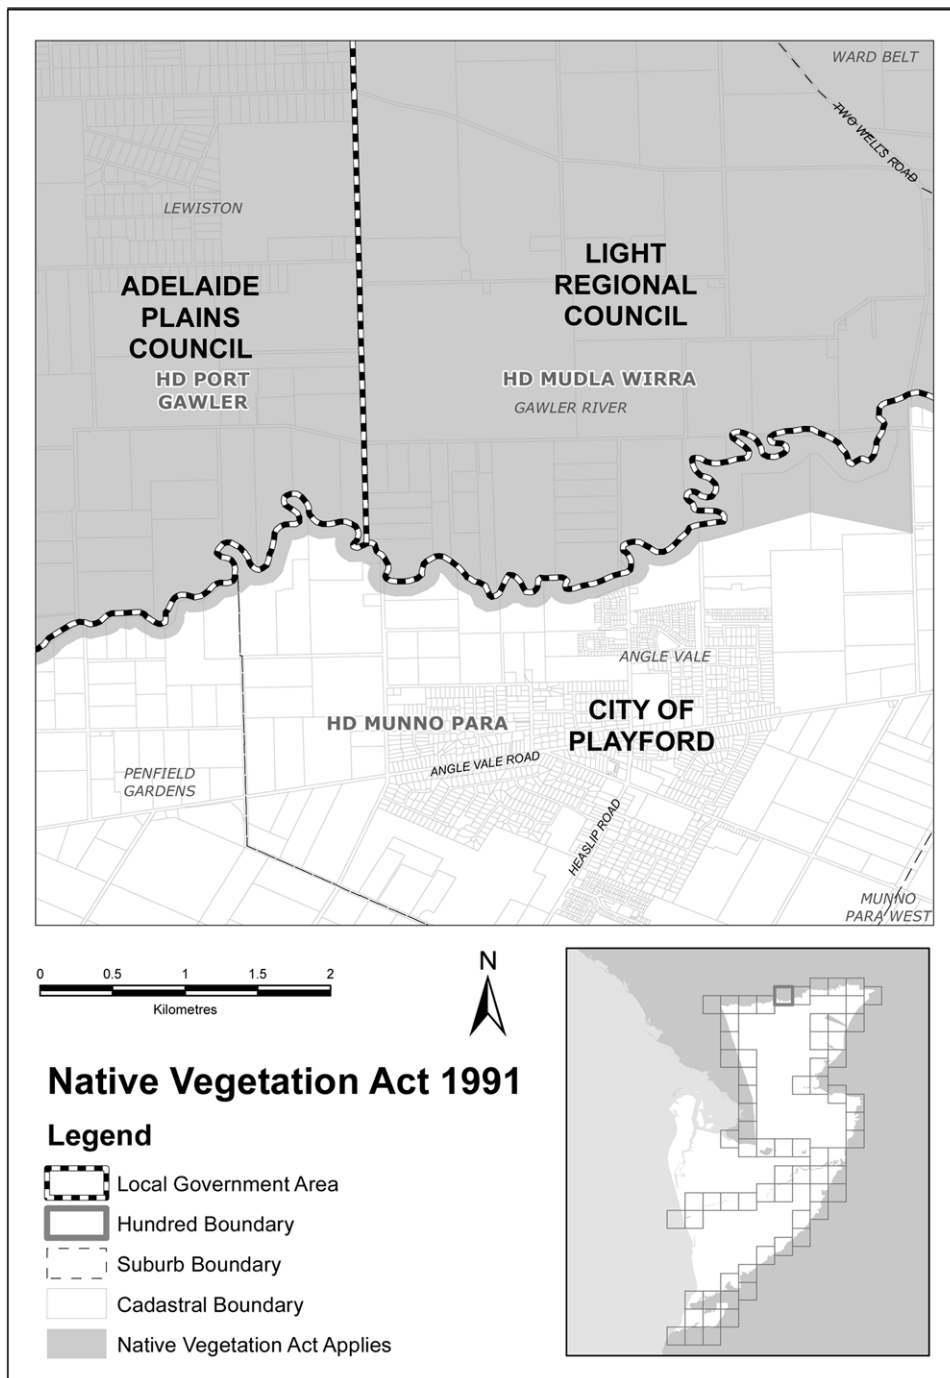 WARD BELT
TWO WELLS ROAD
LEWISTON
LIGHT
REGIONAL
COUNCIL
ADELAIDE
PLAINS
COUNCIL
HD PORT
GAWLER
HD MUDLA WIRRA
GAWLER RIVER
ANGLE VALE
CITY OF
PLAYFORD
HD MUNNO PARA
ANGLE VALE ROAD
PENFIELD
GARDENS
HEASLIP ROAD
MUNNO
PARA WEST
0 0.5 1 1.5 2
Kilometres
N
Native Vegetation Act 1991
Legend
Local Government Area
Hundred Boundary
Suburb Boundary
Cadastral Boundary
Native Vegetation Act Applies